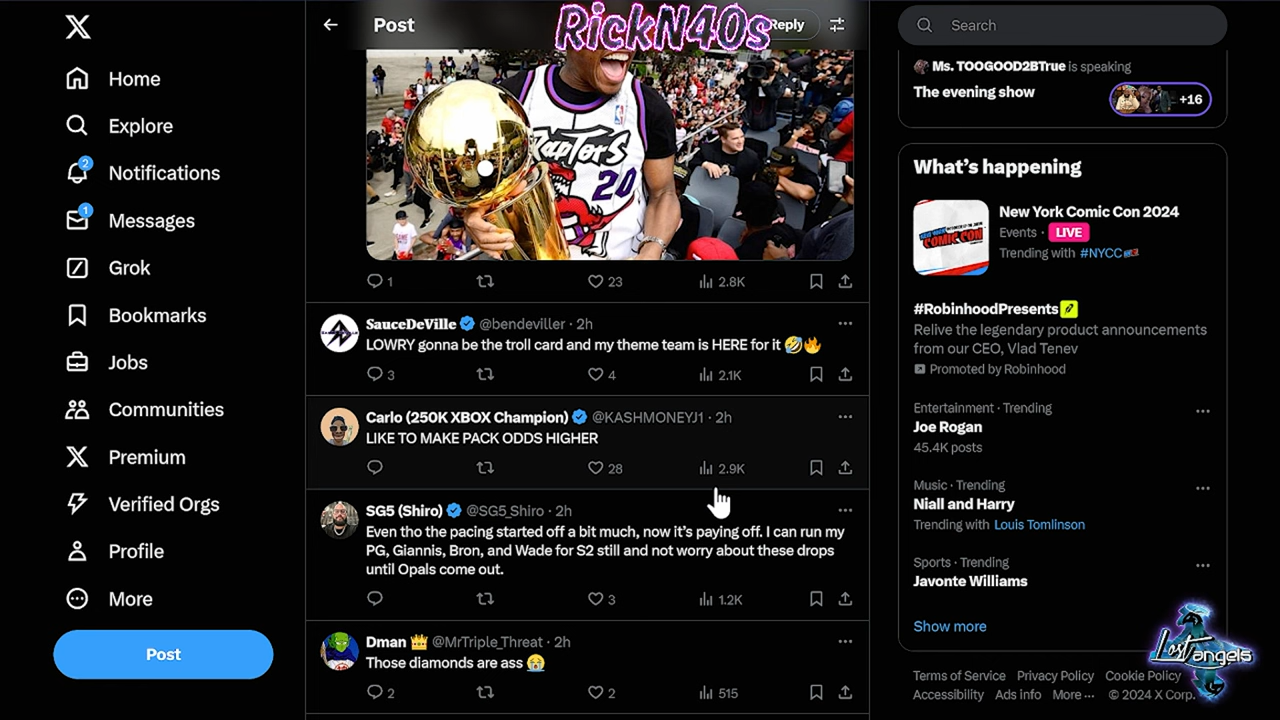 RickN40s
Post
Reply
Search
Home
Explore
2
Notifications
1
Messages
Grok
Bookmarks
Jobs
Communities
Premium
Verified Orgs
Profile
More
Post
RAPTORS
20
1
23
2.8K
SauceDeVille @bendeviller · 2h
LOWRY gonna be the troll card and my theme team is HERE for it 🤣🔥
3
4
2.1K
Carlo (250K XBOX Champion) @KASHMONEYJ1 · 2h
LIKE TO MAKE PACK ODDS HIGHER
28
2.9K
SG5 (Shiro) @SG5_Shiro · 2h
Even tho the pacing started off a bit much, now it’s paying off. I can run my
PG, Giannis, Bron, and Wade for S2 still and not worry about these drops
until Opals come out.
3
1.2K
Dman 👑 @MrTriple_Threat · 2h
Those diamonds are ass 😭
2
2
515
Ms. TOOGOOD2BTrue is speaking
The evening show
+16
What’s happening
COMIC CON
New York Comic Con 2024
Events · LIVE
Trending with #NYCC
#RobinhoodPresents
Relive the legendary product announcements
from our CEO, Vlad Tenev
Promoted by Robinhood
Entertainment · Trending
Joe Rogan
45.4K posts
Music · Trending
Niall and Harry
Trending with Louis Tomlinson
Sports · Trending
Javonte Williams
Show more
Lost angels
Terms of Service Privacy Policy Cookie Policy
Accessibility Ads info More ··· © 2024 X Corp.